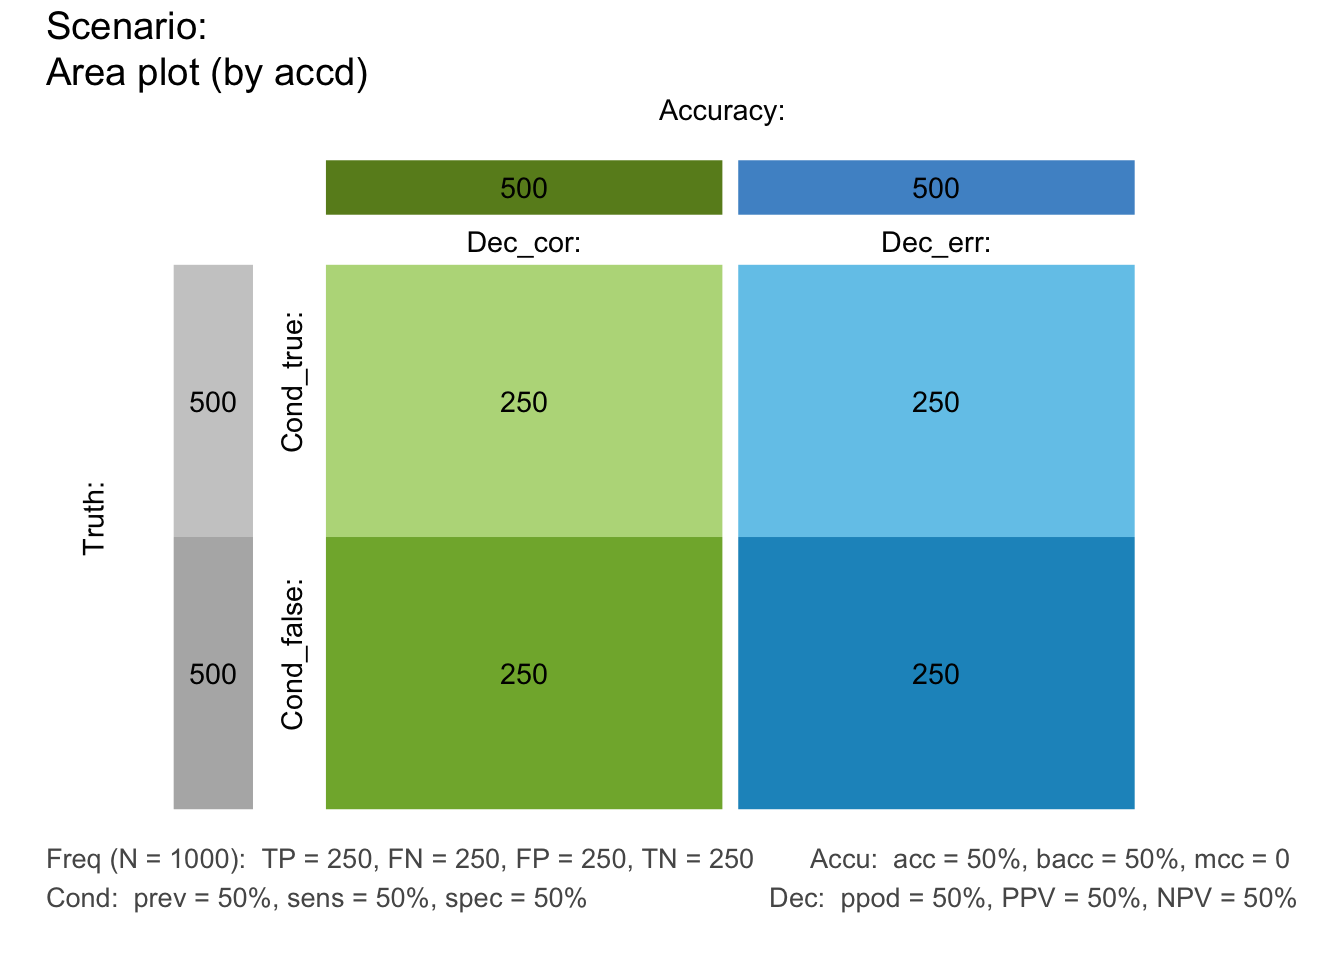 Scenario:
Area plot (by accd)
Accuracy:
500 500
Dec_cor: Dec_err:
Truth:
500
Cond_true:
250 250
500
Cond_false:
250 250
Freq (N = 1000):  TP = 250, FN = 250, FP = 250, TN = 250 Accu:  acc = 50%, bacc = 50%, mcc = 0
Cond:  prev = 50%, sens = 50%, spec = 50% Dec:  ppod = 50%, PPV = 50%, NPV = 50%